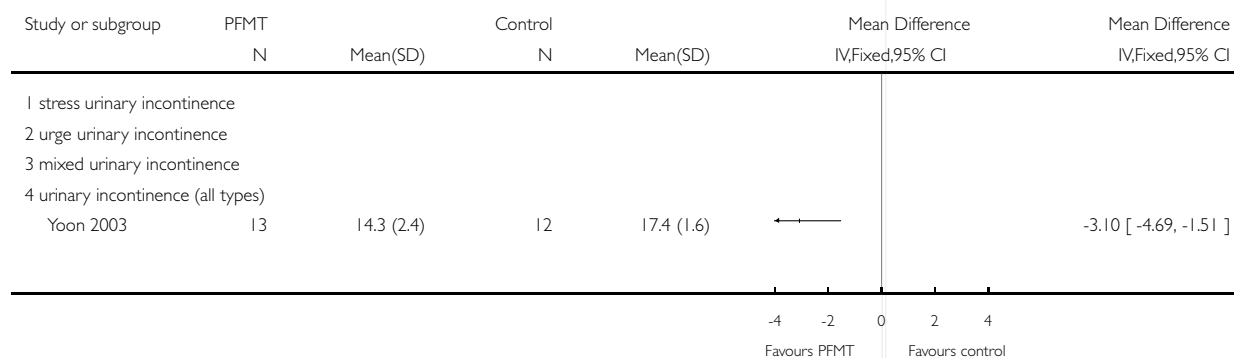 Study or subgroup PFMT Control Mean Difference Mean Difference
N Mean(SD) N Mean(SD) IV,Fixed,95% CI IV,Fixed,95% CI
1 stress urinary incontinence
2 urge urinary incontinence
3 mixed urinary incontinence
4 urinary incontinence (all types)
Yoon 2003 13 14.3 (2.4) 12 17.4 (1.6) -3.10 [ -4.69, -1.51 ]
-4 -2 0 2 4
Favours PFMT Favours control